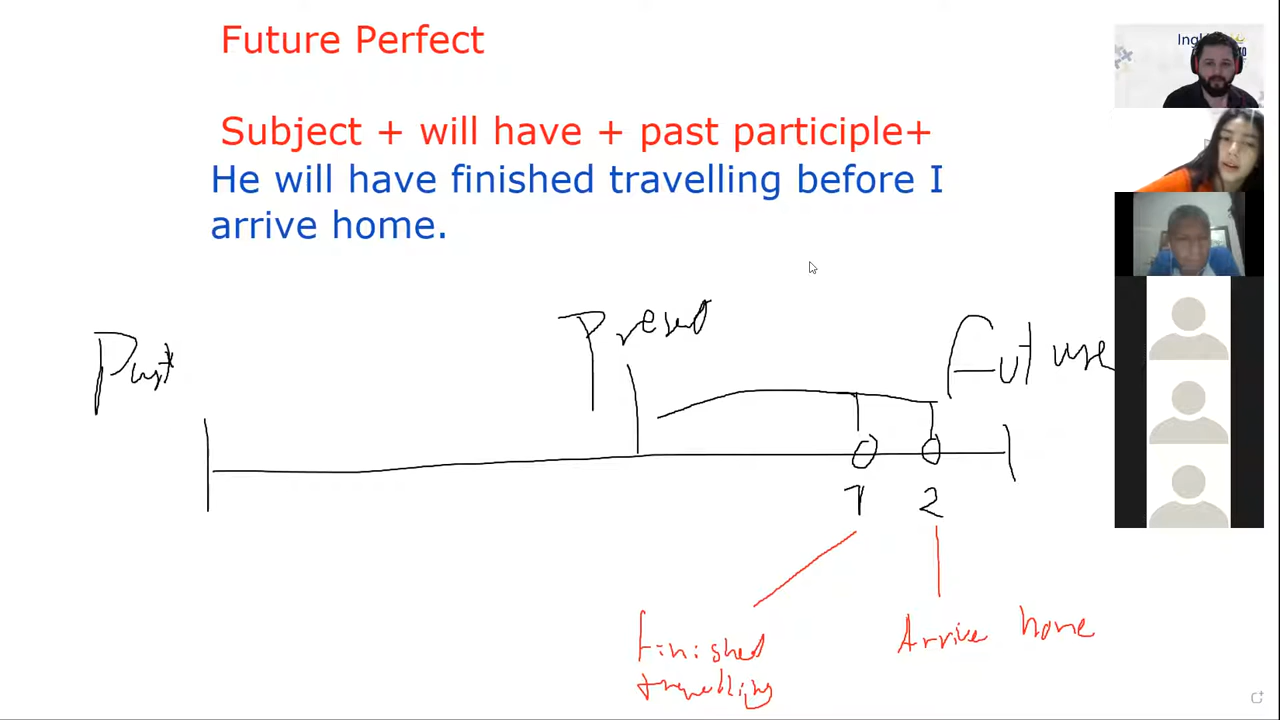 Future Perfect
Subject + will have + past participle+
He will have finished travelling before I
arrive home.
Past
Present
Future
1
2
finished
travelling
Arrive home